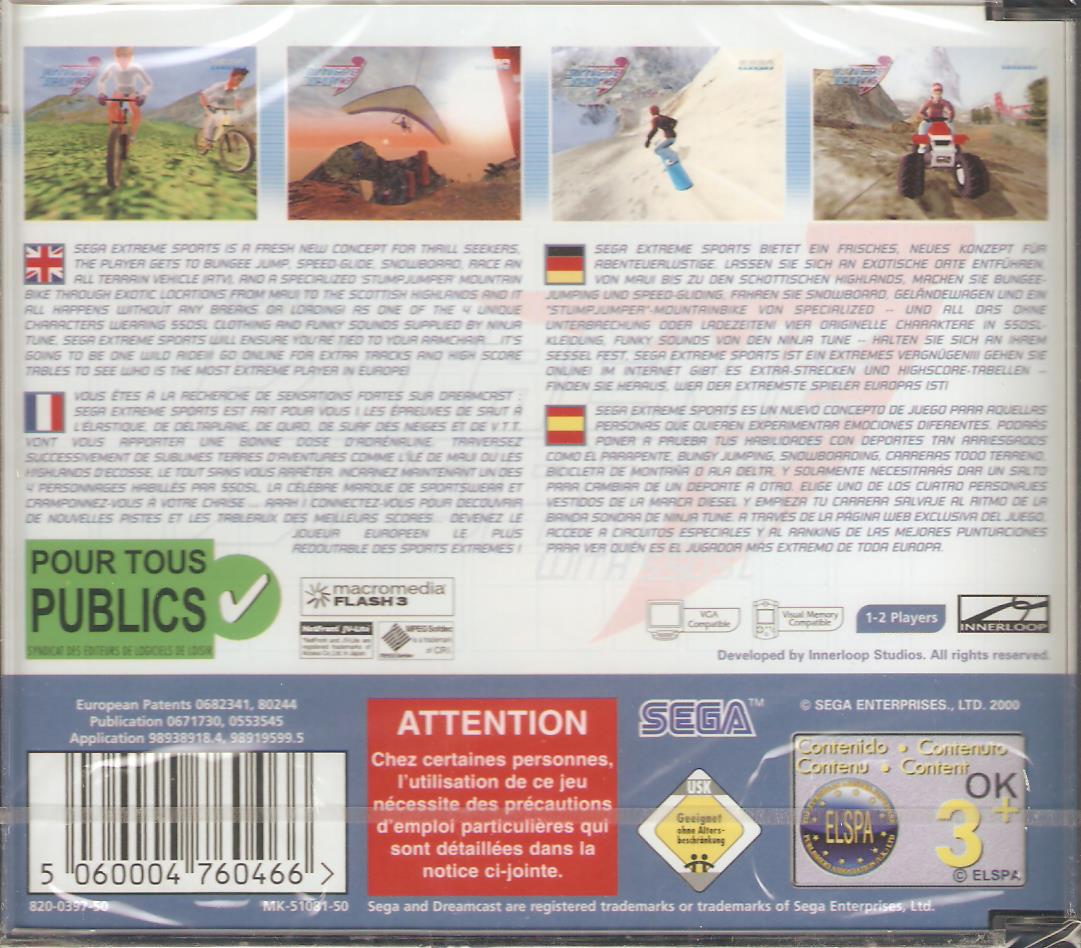 SEGA EXTREME SPORTS IS A FRESH NEW CONCEPT FOR THRILL SEEKERS,
THE PLAYER GETS TO BUNGEE JUMP, SPEED-GLIDE, SNOWBOARD, RACE AN
ALL TERRAIN VEHICLE (ATV), AND A SPECIALIZED STUMPJUMPER MOUNTAIN
BIKE THROUGH EXOTIC LOCATIONS FROM MAUI TO THE SCOTTISH HIGHLANDS AND IT
ALL HAPPENS WITHOUT ANY BREAKS OR LOADING! AS ONE OF THE 4 UNIQUE
CHARACTERS WEARING 55DSL CLOTHING AND FUNKY SOUNDS SUPPLIED BY NINJA
TUNE, SEGA EXTREME SPORTS WILL ENSURE YOU'RE TIED TO YOUR ARMCHAIR.... IT'S
GOING TO BE ONE WILD RIDE!!! GO ONLINE FOR EXTRA TRACKS AND HIGH SCORE
TABLES TO SEE WHO IS THE MOST EXTREME PLAYER IN EUROPE!
VOUS ÊTES À LA RECHERCHE DE SENSATIONS FORTES SUR DREAMCAST :
SEGA EXTREME SPORTS EST FAIT POUR VOUS ! LES ÉPREUVES DE SAUT À
L'ÉLASTIQUE, DE DELTAPLANE, DE QUAD, DE SURF DES NEIGES ET DE V.T.T.
VONT VOUS APPORTER UNE BONNE DOSE D'ADRÉNALINE. TRAVERSEZ
SUCCESSIVEMENT DE SUBLIMES TERRES D'AVENTURES COMME L'ILE DE MAUI OU LES
HIGHLANDS D'ECOSSE, LE TOUT SANS VOUS ARRÊTER. INCARNEZ MAINTENANT UN DES
4 PERSONNAGES HABILLÉS PAR 55DSL, LA CÉLÈBRE MARQUE DE SPORTSWEAR ET
CRAMPONNEZ-VOUS À VOTRE CHAISE ... AAAH ! CONNECTEZ-VOUS POUR DÉCOUVRIR
DE NOUVELLES PISTES ET LES TABLEAUX DES MEILLEURS SCORES... DEVENEZ LE
JOUEUR EUROPEEN LE PLUS
REDOUTABLE DES SPORTS EXTREMES !
SEGA EXTREME SPORTS BIETET EIN FRISCHES, NEUES KONZEPT FÜR
ABENTEUERLUSTIGE. LASSEN SIE SICH AN EXOTISCHE ORTE ENTFÜHREN,
VON MAUI BIS ZU DEN SCHOTTISCHEN HIGHLANDS, MACHEN SIE BUNGEE-
JUMPING UND SPEED-GLIDING, FAHREN SIE SNOWBOARD, GELÄNDEWAGEN UND EIN
"STUMPJUMPER"-MOUNTAINBIKE VON SPECIALIZED -- UND ALL DAS OHNE
UNTERBRECHUNG ODER LADEZEITEN! VIER ORIGINELLE CHARAKTERE IN 55DSL-
KLEIDUNG, FUNKY SOUNDS VON DEN NINJA TUNE -- HALTEN SIE SICH AN IHREM
SESSEL FEST, SEGA EXTREME SPORTS IST EIN EXTREMES VERGNÜGEN!!! GEHEN SIE
ONLINE! IM INTERNET GIBT ES EXTRA-STRECKEN UND HIGHSCORE-TABELLEN --
FINDEN SIE HERAUS, WER DER EXTREMSTE SPIELER EUROPAS IST!
SEGA EXTREME SPORTS ES UN NUEVO CONCEPTO DE JUEGO PARA AQUELLAS
PERSONAS QUE QUIEREN EXPERIMENTAR EMOCIONES DIFERENTES. PODRÁS
PONER A PRUEBA TUS HABILIDADES CON DEPORTES TAN ARRIESGADOS
COMO EL PARAPENTE, BUNGY JUMPING, SNOWBOARDING, CARRERAS TODO TERRENO,
BICICLETA DE MONTAÑA O ALA DELTA, Y SOLAMENTE NECESITARÁS DAR UN SALTO
PARA CAMBIAR DE UN DEPORTE A OTRO. ELIGE UNO DE LOS CUATRO PERSONAJES
VESTIDOS DE LA MARCA DIESEL Y EMPIEZA TU CARRERA SALVAJE AL RITMO DE LA
BANDA SONORA DE NINJA TUNE. A TRAVÉS DE LA PÁGINA WEB EXCLUSIVA DEL JUEGO,
ACCEDE A CIRCUITOS ESPECIALES Y AL RANKING DE LAS MEJORES PUNTUACIONES
PARA VER QUIÉN ES EL JUGADOR MÁS EXTREMO DE TODA EUROPA.
POUR TOUS
PUBLICS
SYNDICAT DES EDITEURS DE LOGICIELS DE LOISIR
macromedia
FLASH 3
NetFront JV-Lite
NetFront and JV-Lite are
registered trademarks of
Access Co. Ltd. in Japan
MPEG Sofdec
is a trademark
of CRI.
VGA
Compatible
Visual Memory
Compatible
1-2 Players
INNERLOOP
Developed by Innerloop Studios. All rights reserved.
European Patents 0682341, 80244
Publication 0671730, 0553545
Application 98938918.4, 98919599.5
5 060004 760466 >
820-0397-50
MK-51081-50
ATTENTION
Chez certaines personnes,
l'utilisation de ce jeu
nécessite des précautions
d'emploi particulières qui
sont détaillées dans la
notice ci-jointe.
SEGA™
© SEGA ENTERPRISES., LTD. 2000
USK
Geeignet
ohne Alters-
beschränkung
Contenido • Contenuto
Contenu • Content
OK
3+
ELSPA
© ELSPA
Sega and Dreamcast are registered trademarks or trademarks of Sega Enterprises, Ltd.